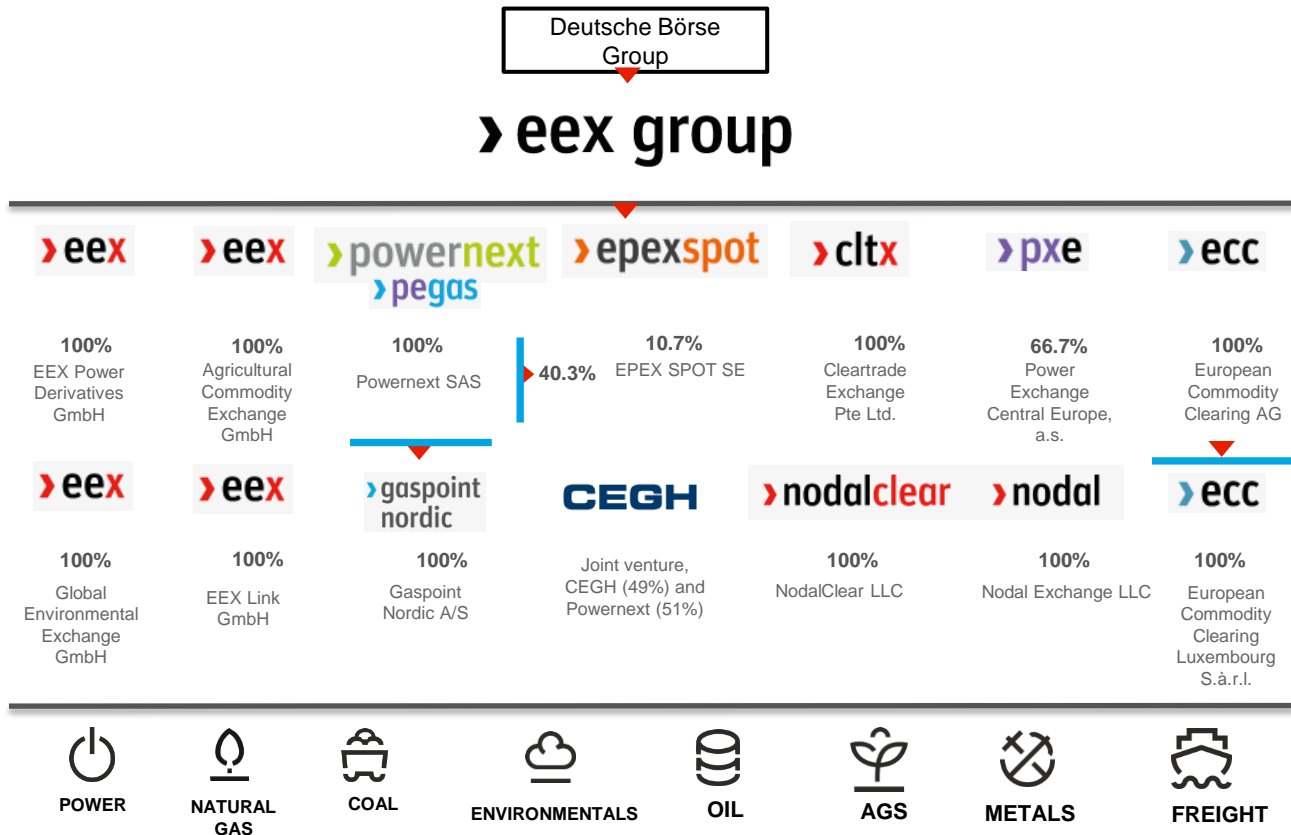 Deutsche Börse
Group
eex group
eex
eex
powernext
pegas
epexspot
cltx
pxe
ecc
100%
EEX Power
Derivatives
GmbH
100%
Agricultural
Commodity
Exchange
GmbH
100%
Powernext SAS
40.3%
10.7%
EPEX SPOT SE
100%
Cleartrade
Exchange
Pte Ltd.
66.7%
Power
Exchange
Central Europe,
a.s.
100%
European
Commodity
Clearing AG
eex
eex
gaspoint
nordic
CEGH
nodalclear
nodal
ecc
100%
Global
Environmental
Exchange
GmbH
100%
EEX Link
GmbH
100%
Gaspoint
Nordic A/S
Joint venture,
CEGH (49%) and
Powernext (51%)
100%
NodalClear LLC
100%
Nodal Exchange LLC
100%
European
Commodity
Clearing
Luxembourg
S.à.r.l.
POWER
NATURAL
GAS
COAL
ENVIRONMENTALS
OIL
AGS
METALS
FREIGHT